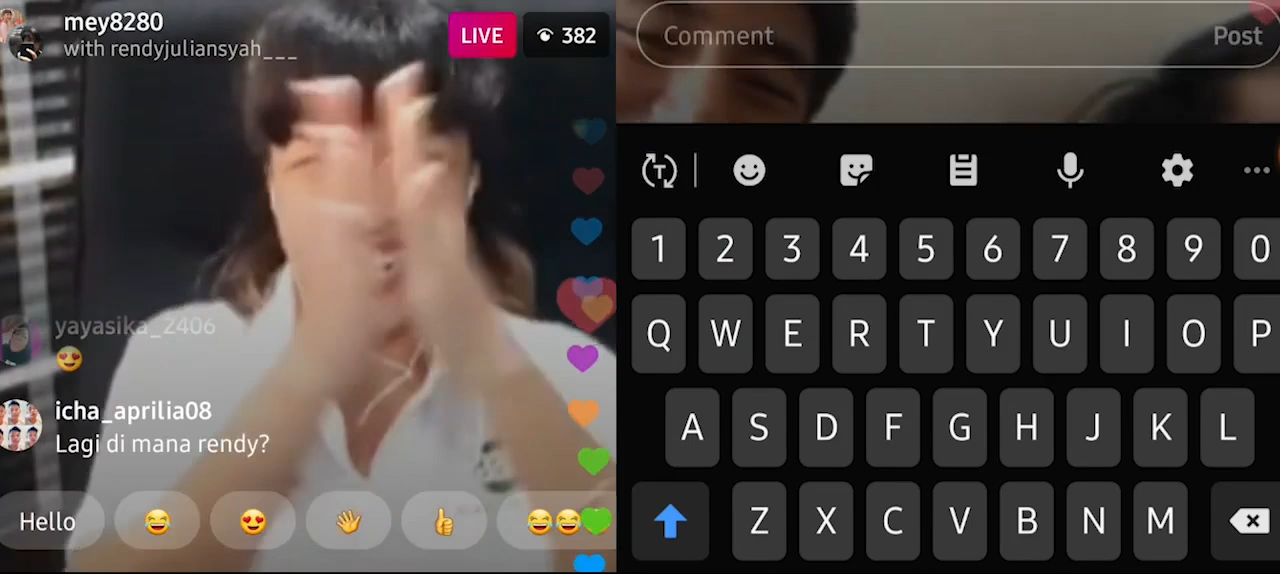 mey8280
with rendyjuliansyah___
LIVE
382
yayasika_2406
😍
icha_aprilia08
Lagi di mana rendy?
Hello 😂 😍 👋 👍 😂😂
Comment Post
T
1 2 3 4 5 6 7 8 9 0
Q W E R T Y U I O P
A S D F G H J K L
Z X C V B N M